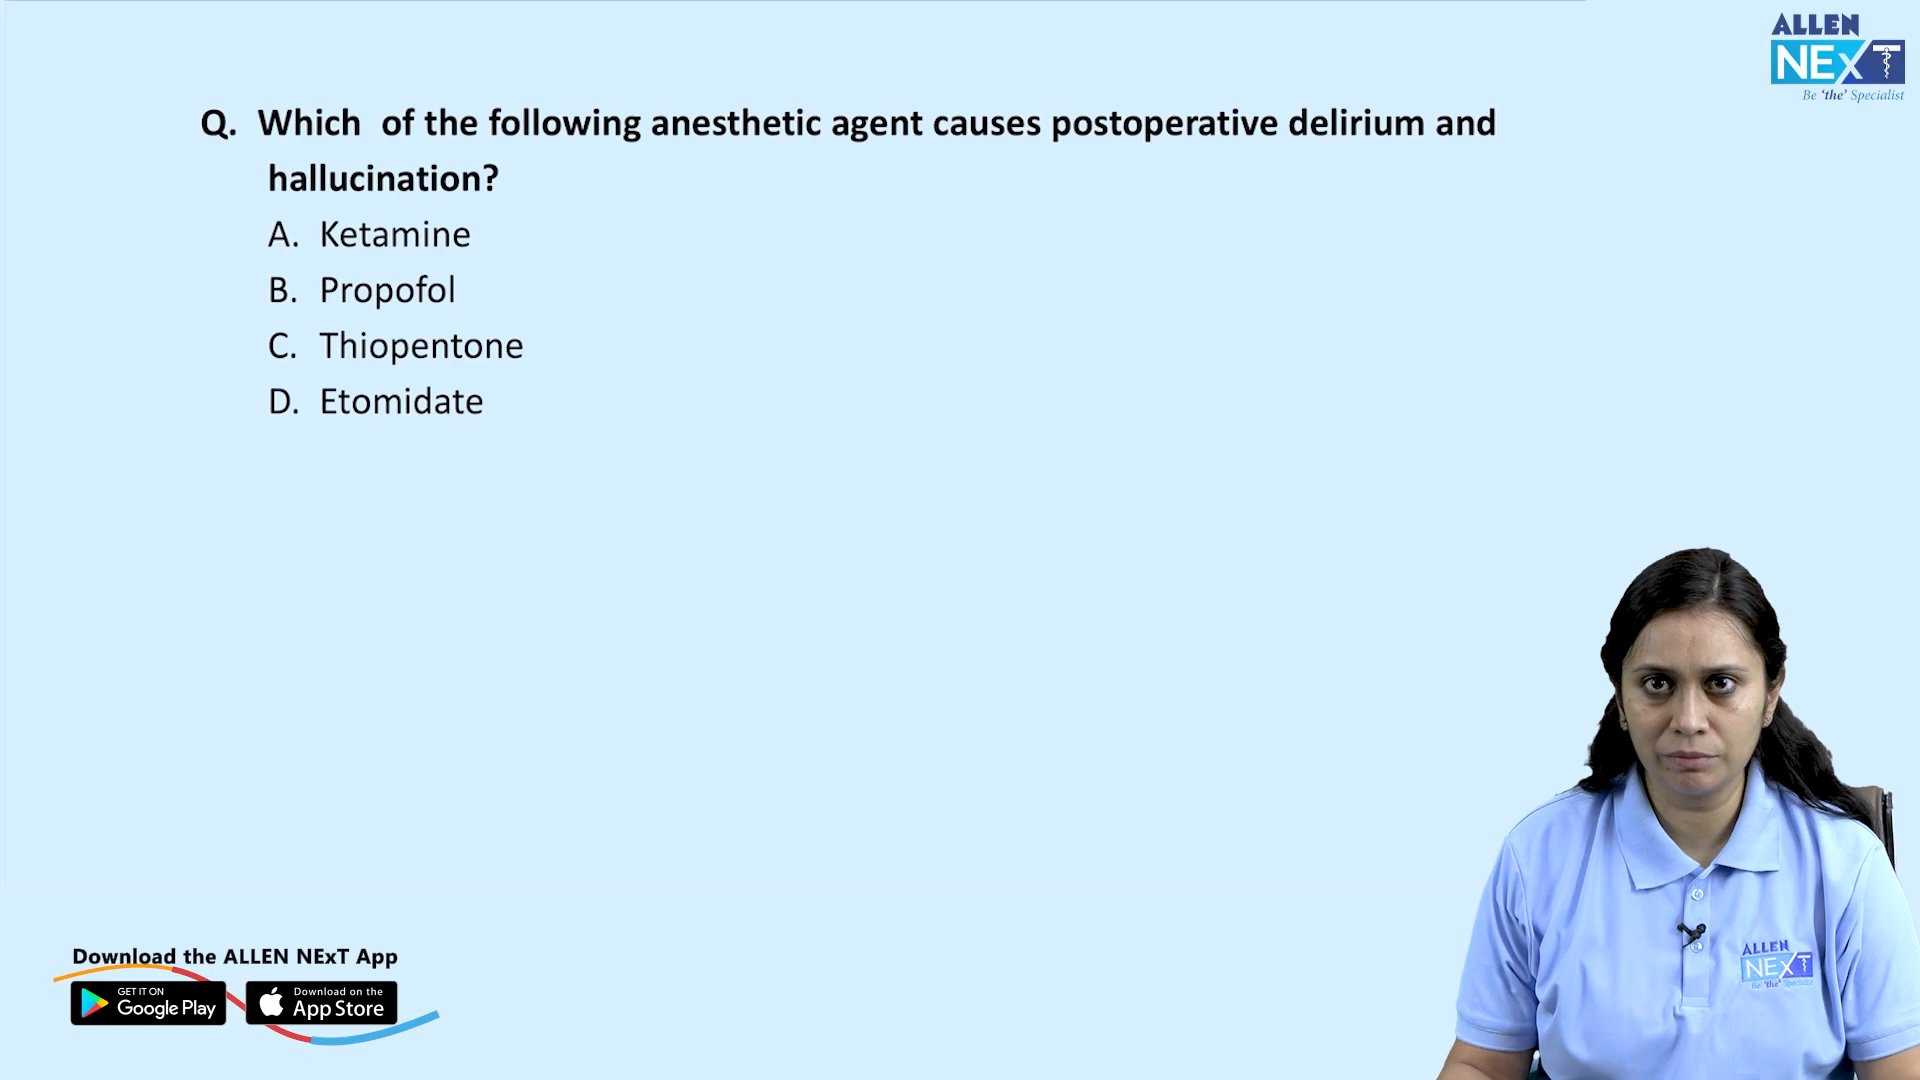 ALLEN
NExT
Be 'the' Specialist
Q. Which of the following anesthetic agent causes postoperative delirium and
hallucination?
A. Ketamine
B. Propofol
C. Thiopentone
D. Etomidate
ALLEN
NExT
Be 'the' Specialist
Download the ALLEN NExT App
GET IT ON
Google Play
Download on the
App Store